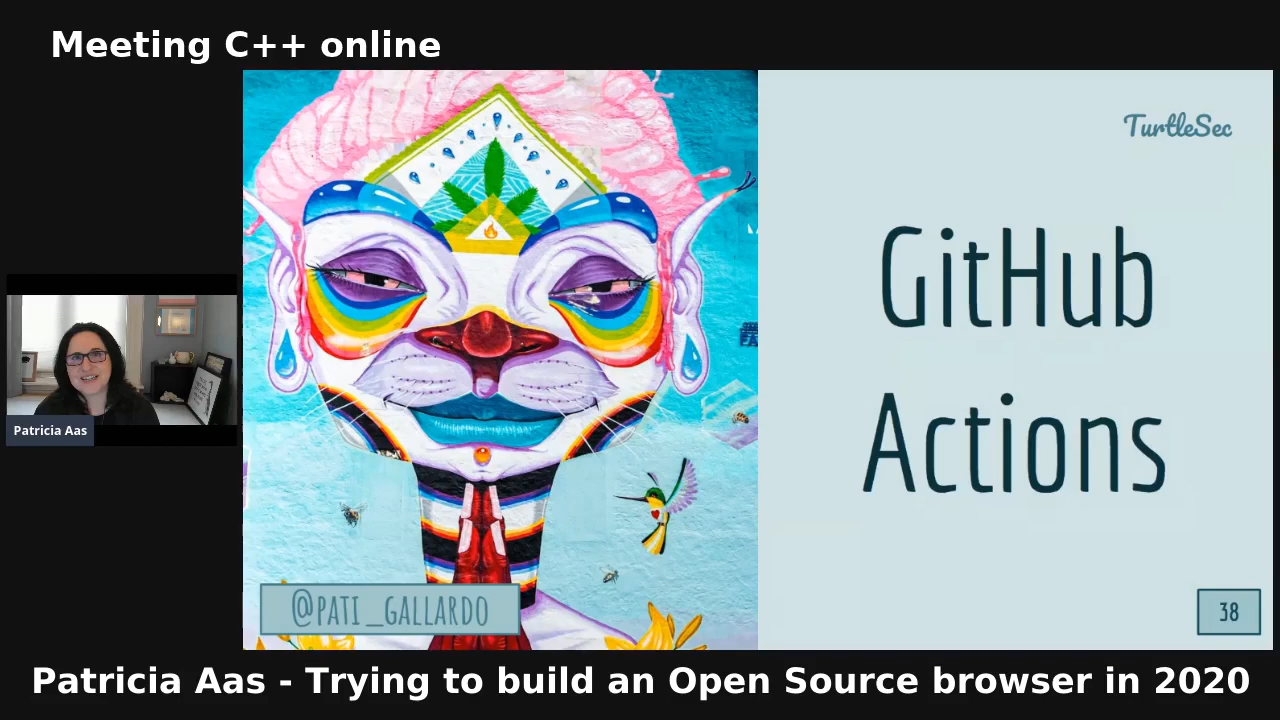 Meeting C++ online
TurtleSec
GitHub
Actions
Patricia Aas
@PATI_GALLARDO
38
Patricia Aas - Trying to build an Open Source browser in 2020